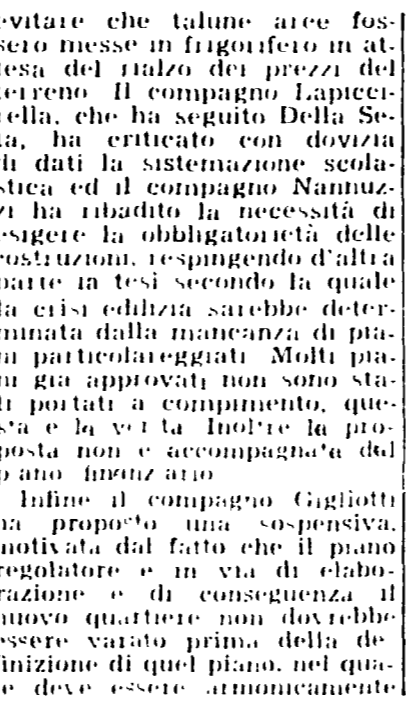 evitare che talune aree fos-
sero messe in frigorifero in at-
tesa del rialzo dei prezzi del
terreno Il compagno Lapicci-
rella, che ha seguito Della Se-
ta, ha criticato con dovizia
di dati la sistemazione scola-
stica ed il compagno Nannuz-
zi ha ribadito la necessità di
esigere la obbligatorietà delle
costruzioni, respingendo d'altra
parte la tesi secondo la quale
la crisi edilizia sarebbe deter-
minata dalla mancanza di pia-
ni particolareggiati Molti pia-
ni già approvati non sono sta-
ti portati a compimento, que-
sta e la verità Inoltre la pro-
posta non e accompagnata dal
piano finanziario
Infine il compagno Gigliotti
ha proposto una sospensiva,
motivata dal fatto che il piano
regolatore e in via di elabo-
razione e di conseguenza il
nuovo quartiere non dovrebbe
essere varato prima della de
finizione di quel piano, nel qua-
le deve essere armonicamente